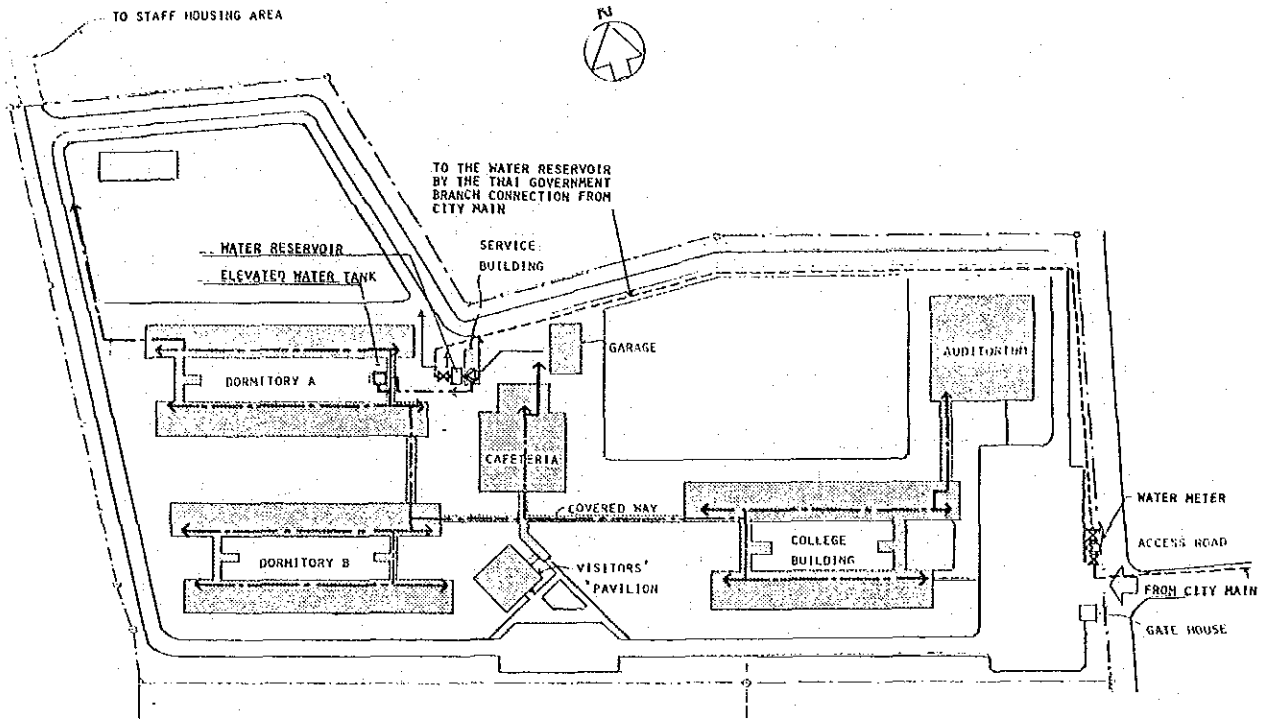 TO STAFF HOUSING AREA
N
TO THE WATER RESERVOIR
BY THE THAI GOVERNMENT
BRANCH CONNECTION FROM
CITY MAIN
WATER RESERVOIR
ELEVATED WATER TANK
SERVICE
BUILDING
GARAGE
AUDITORIUM
DORMITORY A
CAFETERIA
COVERED WAY
WATER METER
ACCESS ROAD
COLLEGE
BUILDING
DORMITORY B
VISITORS'
PAVILION
FROM CITY MAIN
GATE HOUSE